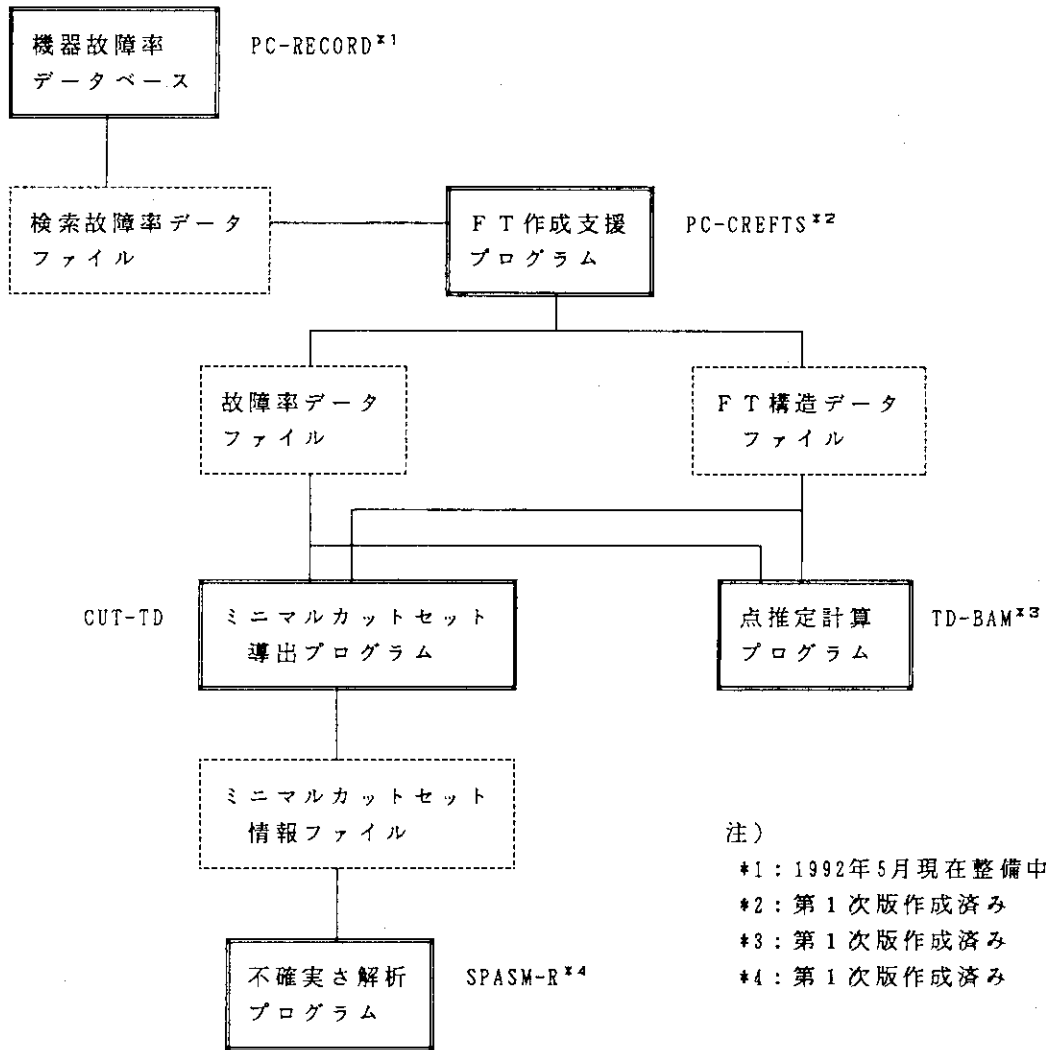 機器故障率
データベース
PC-RECORD*1
検索故障率データ
ファイル
FT作成支援
プログラム
PC-CREFTS*2
故障率データ
ファイル
FT構造データ
ファイル
CUT-TD
ミニマルカットセット
導出プログラム
点推定計算
プログラム
TD-BAM*3
ミニマルカットセット
情報ファイル
不確実さ解析
プログラム
SPASM-R*4
注)
*1:1992年5月現在整備中
*2:第1次版作成済み
*3:第1次版作成済み
*4:第1次版作成済み